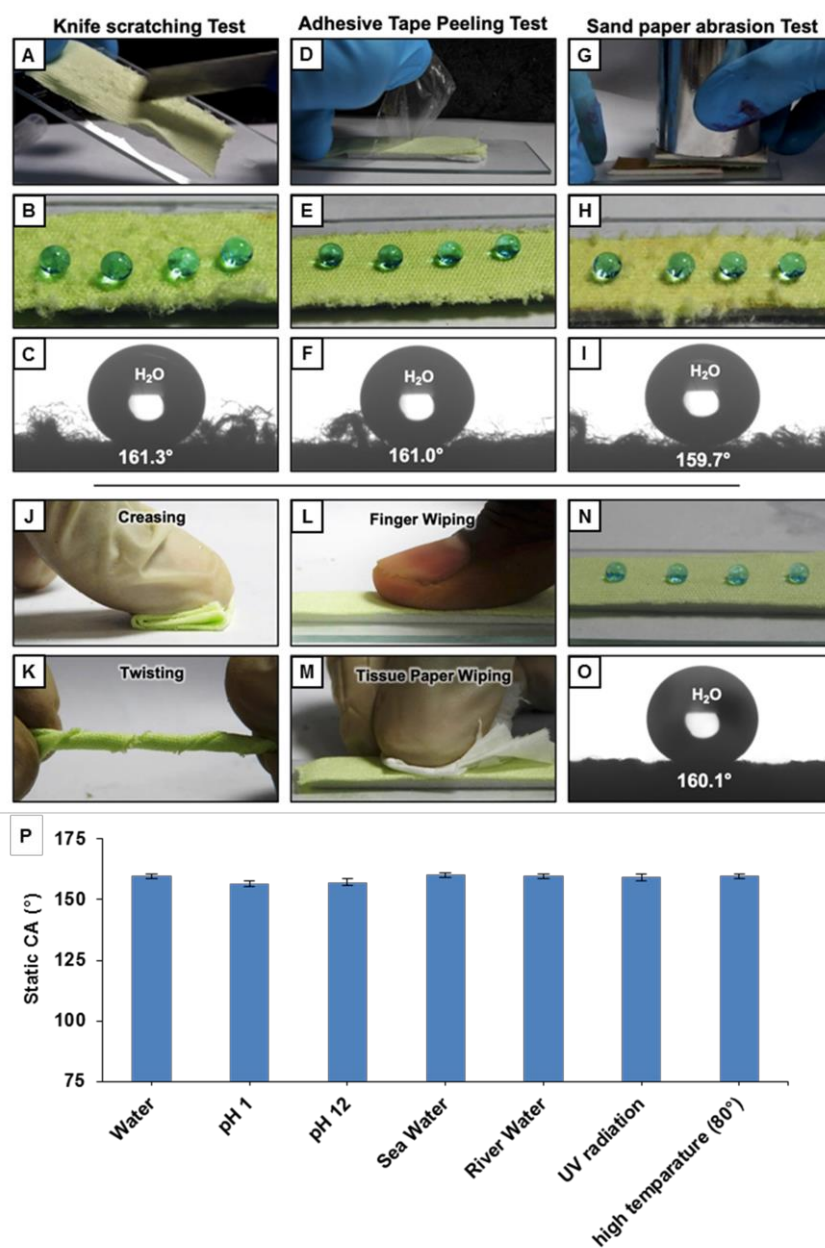 Knife scratching Test
Adhesive Tape Peeling Test
Sand paper abrasion Test
A
D
G
B
E
H
C
H₂O
161.3°
F
H₂O
161.0°
I
H₂O
159.7°
J
Creasing
L
Finger Wiping
N
K
Twisting
M
Tissue Paper Wiping
O
H₂O
160.1°
P
Static CA (°)
175
150
125
100
75
Water
pH 1
pH 12
Sea Water
River Water
UV radiation
high temparature (80°)